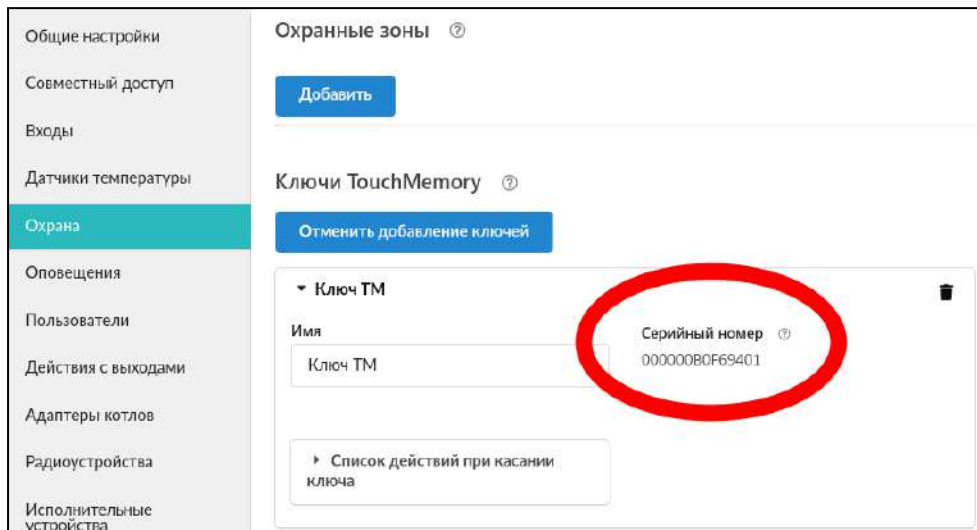 Общие настройки
Совместный доступ
Входы
Датчики температуры
Охрана
Оповещения
Пользователи
Действия с выходами
Адаптеры котлов
Радиоустройства
Исполнительные
устройства
Охранные зоны ?
Добавить
Ключи TouchMemory ?
Отменить добавление ключей
Ключ ТМ
Имя
Ключ ТМ
Серийный номер ?
000000B0F69401
Список действий при касании
ключа